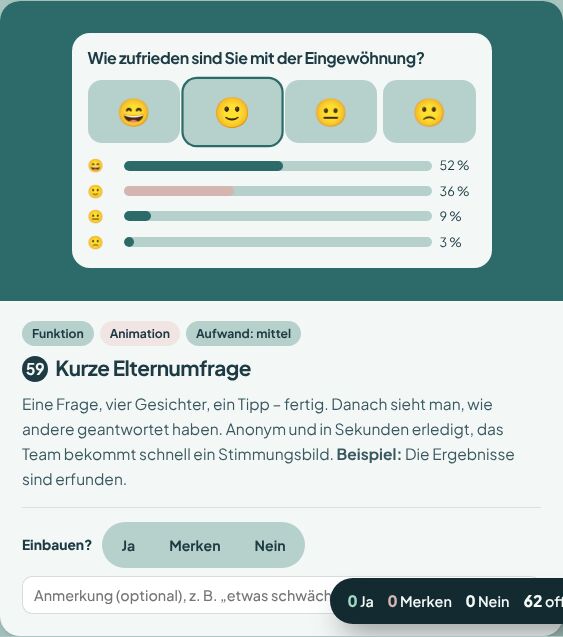 Wie zufrieden sind Sie mit der Eingewöhnung?
52 %
36 %
9 %
3 %
Funktion Animation Aufwand: mittel
59 Kurze Elternumfrage
Eine Frage, vier Gesichter, ein Tipp – fertig. Danach sieht man, wie
andere geantwortet haben. Anonym und in Sekunden erledigt, das
Team bekommt schnell ein Stimmungsbild. Beispiel: Die Ergebnisse
sind erfunden.
Einbauen? Ja Merken Nein
Anmerkung (optional), z. B. „etwas schwäch
0 Ja 0 Merken 0 Nein 62 off